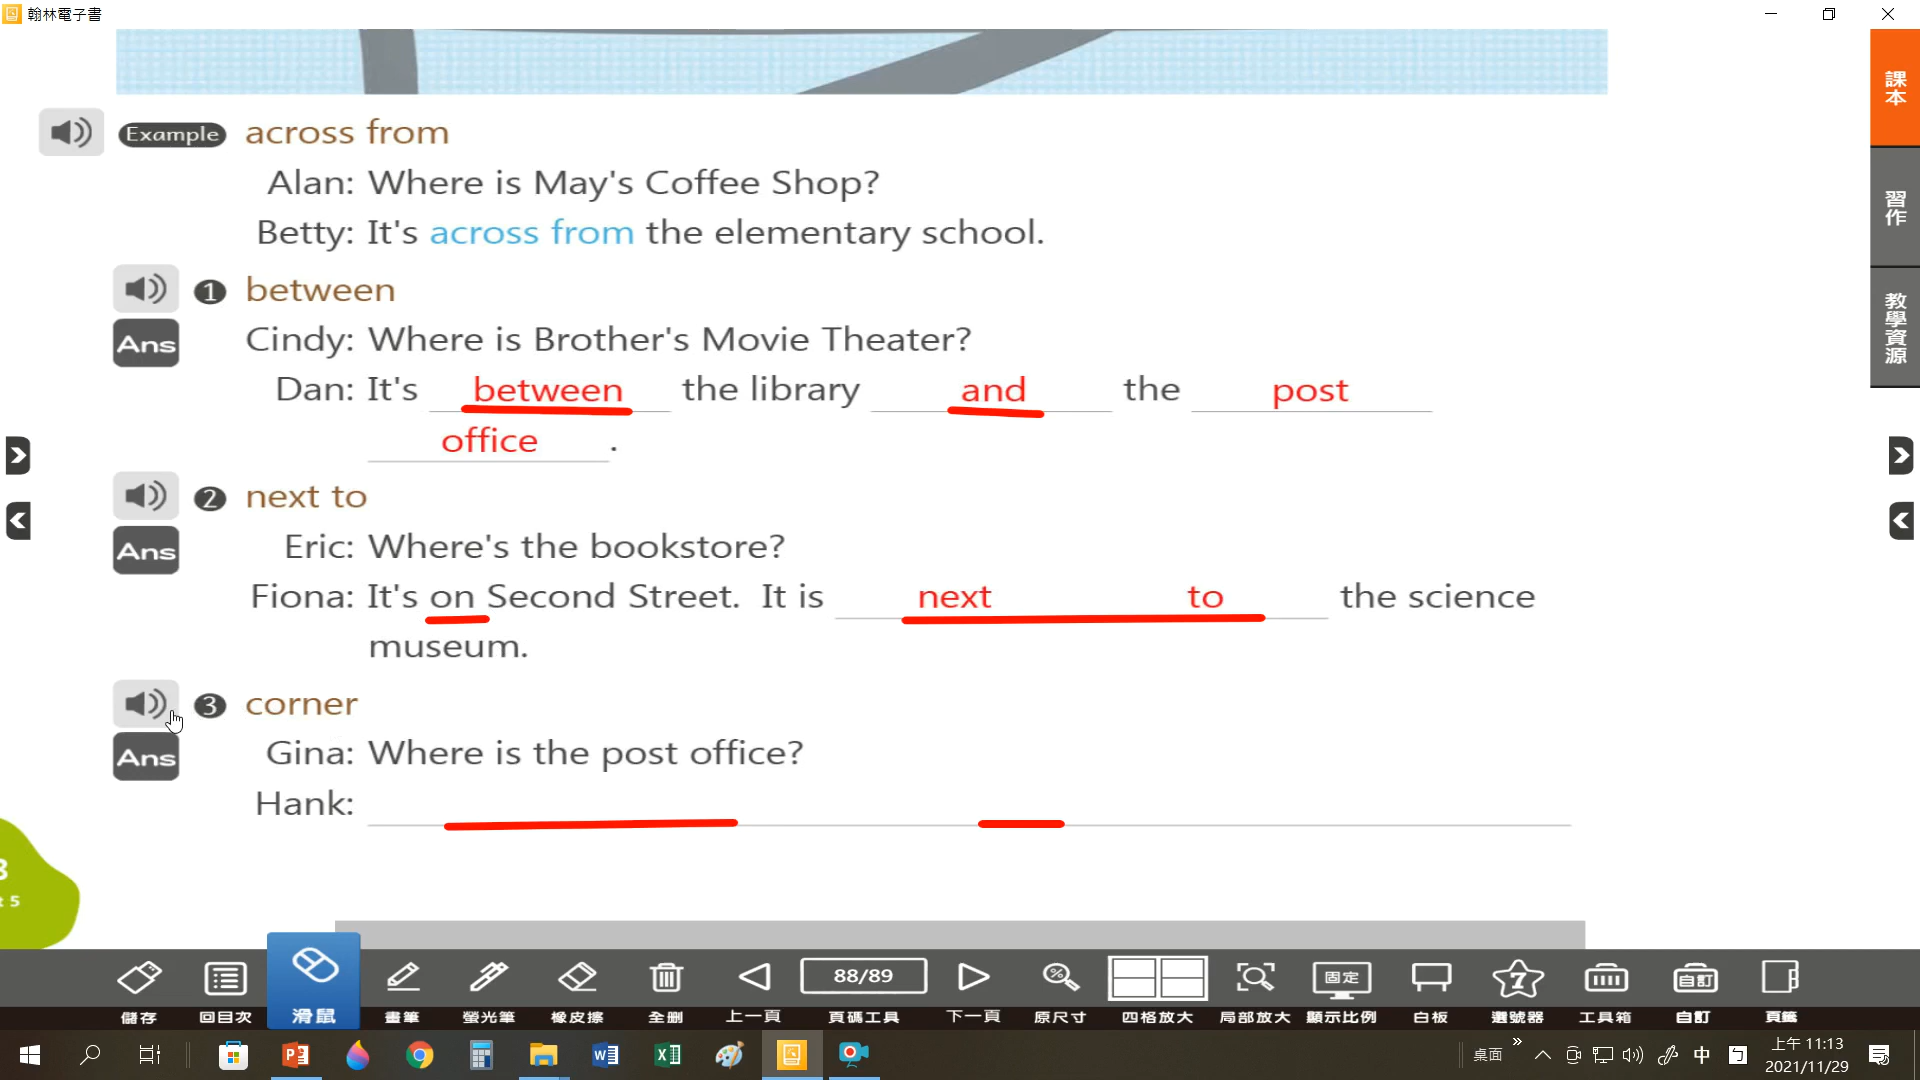 翰林電子書
課本
習作
教學資源
Example across from
Alan: Where is May's Coffee Shop?
Betty: It's across from the elementary school.
1 between
Ans
Cindy: Where is Brother's Movie Theater?
Dan: It's between the library and the post
office .
2 next to
Ans
Eric: Where's the bookstore?
Fiona: It's on Second Street. It is next to the science
museum.
3 corner
Ans
Gina: Where is the post office?
Hank:
5
88/89
固定
7
自訂
儲存 回目次 滑鼠 畫筆 螢光筆 橡皮擦 全刪 上一頁 頁碼工具 下一頁 原尺寸 四格放大 局部放大 顯示比例 白板 選號器 工具箱 自訂 頁籤
桌面 中 上午 11:13
2021/11/29